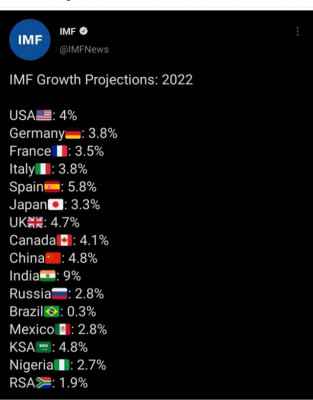 IMF
IMF
@IMFNews
IMF Growth Projections: 2022
USA🇺🇸: 4%
Germany🇩🇪: 3.8%
France🇫🇷: 3.5%
Italy🇮🇹: 3.8%
Spain🇪🇸: 5.8%
Japan🇯🇵: 3.3%
UK🇬🇧: 4.7%
Canada🇨🇦: 4.1%
China🇨🇳: 4.8%
India🇮🇳: 9%
Russia🇷🇺: 2.8%
Brazil🇧🇷: 0.3%
Mexico🇲🇽: 2.8%
KSA🇸🇦: 4.8%
Nigeria🇳🇬: 2.7%
RSA🇿🇦: 1.9%